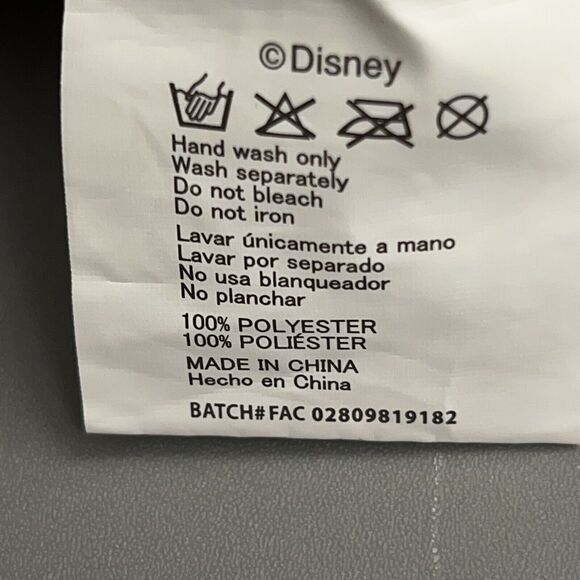 ©Disney
Hand wash only
Wash separately
Do not bleach
Do not iron
Lavar únicamente a mano
Lavar por separado
No usa blanqueador
No planchar
100% POLYESTER
100% POLIÉSTER
MADE IN CHINA
Hecho en China
BATCH# FAC 02809819182